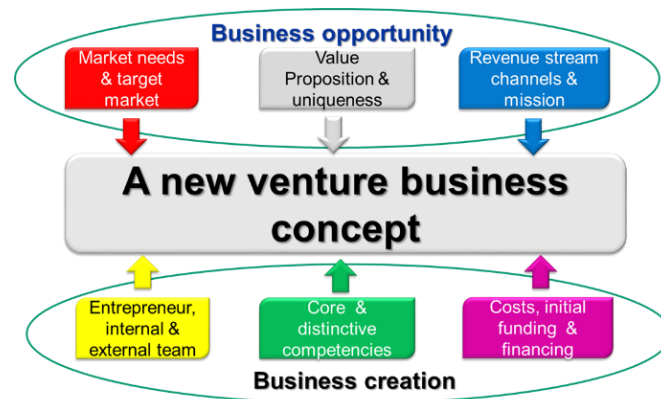 Business opportunity
Market needs
& target
market
Value
Proposition &
uniqueness
Revenue stream
channels &
mission
A new venture business
concept
Entrepreneur,
internal &
external team
Core &
distinctive
competencies
Costs, initial
funding &
financing
Business creation